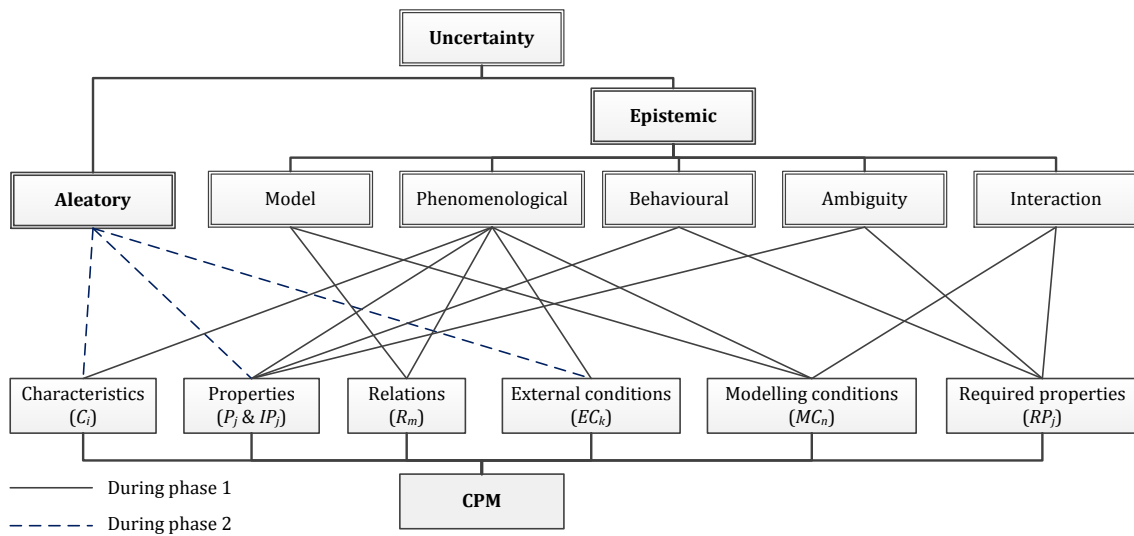 Uncertainty
Epistemic
Aleatory
Model
Phenomenological
Behavioural
Ambiguity
Interaction
Characteristics
(Cᵢ)
Properties
(Pⱼ & IPⱼ)
Relations
(Rₘ)
External conditions
(ECₖ)
Modelling conditions
(MCₙ)
Required properties
(RPⱼ)
During phase 1
During phase 2
CPM